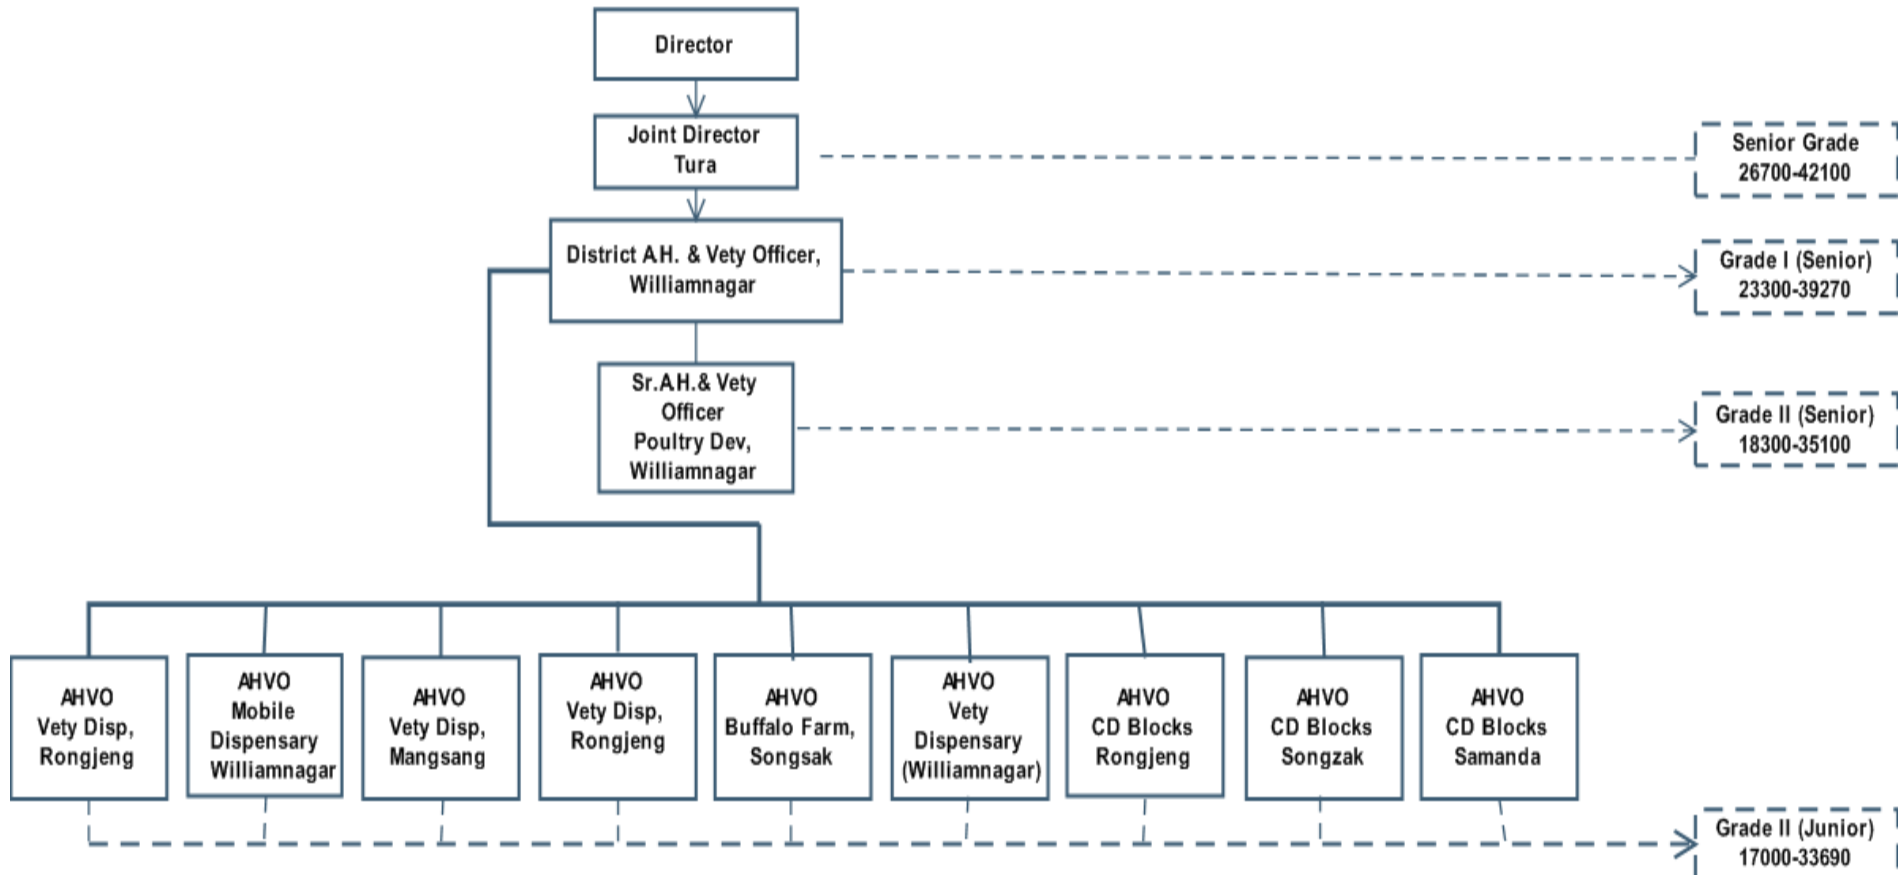 Director
Joint Director
Tura
Senior Grade
26700-42100
District A.H. & Vety Officer,
Williamnagar
Grade I (Senior)
23300-39270
Sr.A.H.& Vety
Officer
Poultry Dev,
Williamnagar
Grade II (Senior)
18300-35100
AHVO
Vety Disp,
Rongjeng
AHVO
Mobile
Dispensary
Williamnagar
AHVO
Vety Disp,
Mangsang
AHVO
Vety Disp,
Rongjeng
AHVO
Buffalo Farm,
Songsak
AHVO
Vety
Dispensary
(Williamnagar)
AHVO
CD Blocks
Rongjeng
AHVO
CD Blocks
Songzak
AHVO
CD Blocks
Samanda
Grade II (Junior)
17000-33690